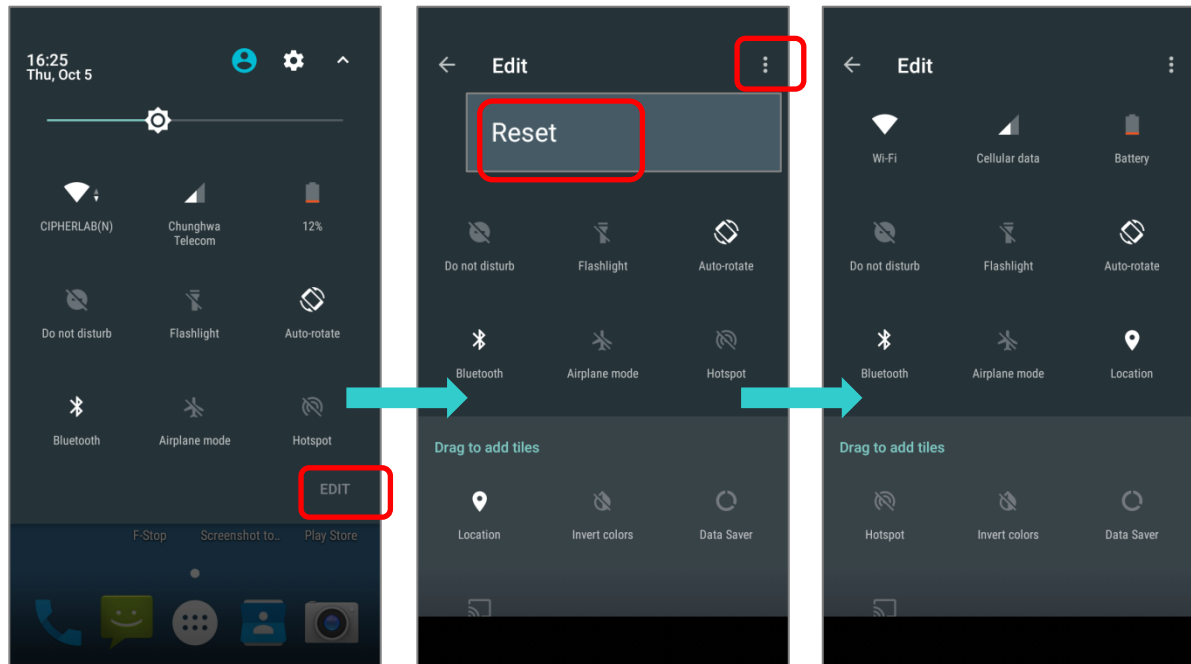 16:25
Thu, Oct 5
CIPHERLAB(N)
Chunghwa
Telecom
12%
Do not disturb
Flashlight
Auto-rotate
Bluetooth
Airplane mode
Hotspot
EDIT
F-Stop
Screenshot to..
Play Store
Edit
Reset
Do not disturb
Flashlight
Auto-rotate
Bluetooth
Airplane mode
Hotspot
Drag to add tiles
Location
Invert colors
Data Saver
Edit
Wi-Fi
Cellular data
Battery
Do not disturb
Flashlight
Auto-rotate
Bluetooth
Airplane mode
Location
Drag to add tiles
Hotspot
Invert colors
Data Saver